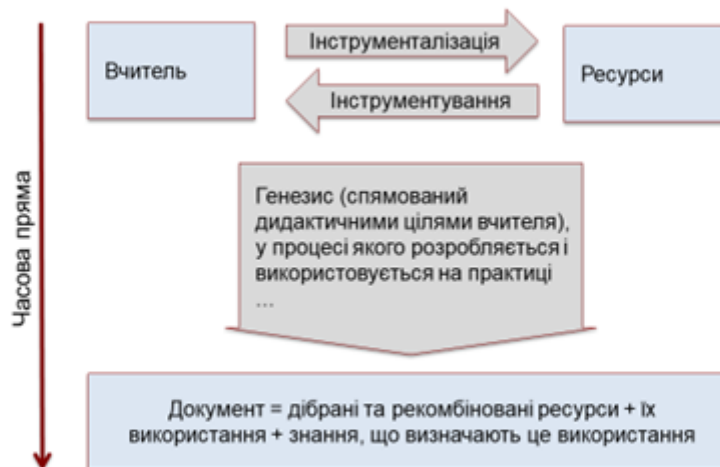 Інструменталізація
Вчитель
Ресурси
Інструментування
Часова пряма
Генезис (спямований
дидактичними цілями вчителя),
у процесі якого розробляється і
використовується на практиці
...
Документ = дібрані та рекомбіновані ресурси + їх
використання + знання, що визначають це використання